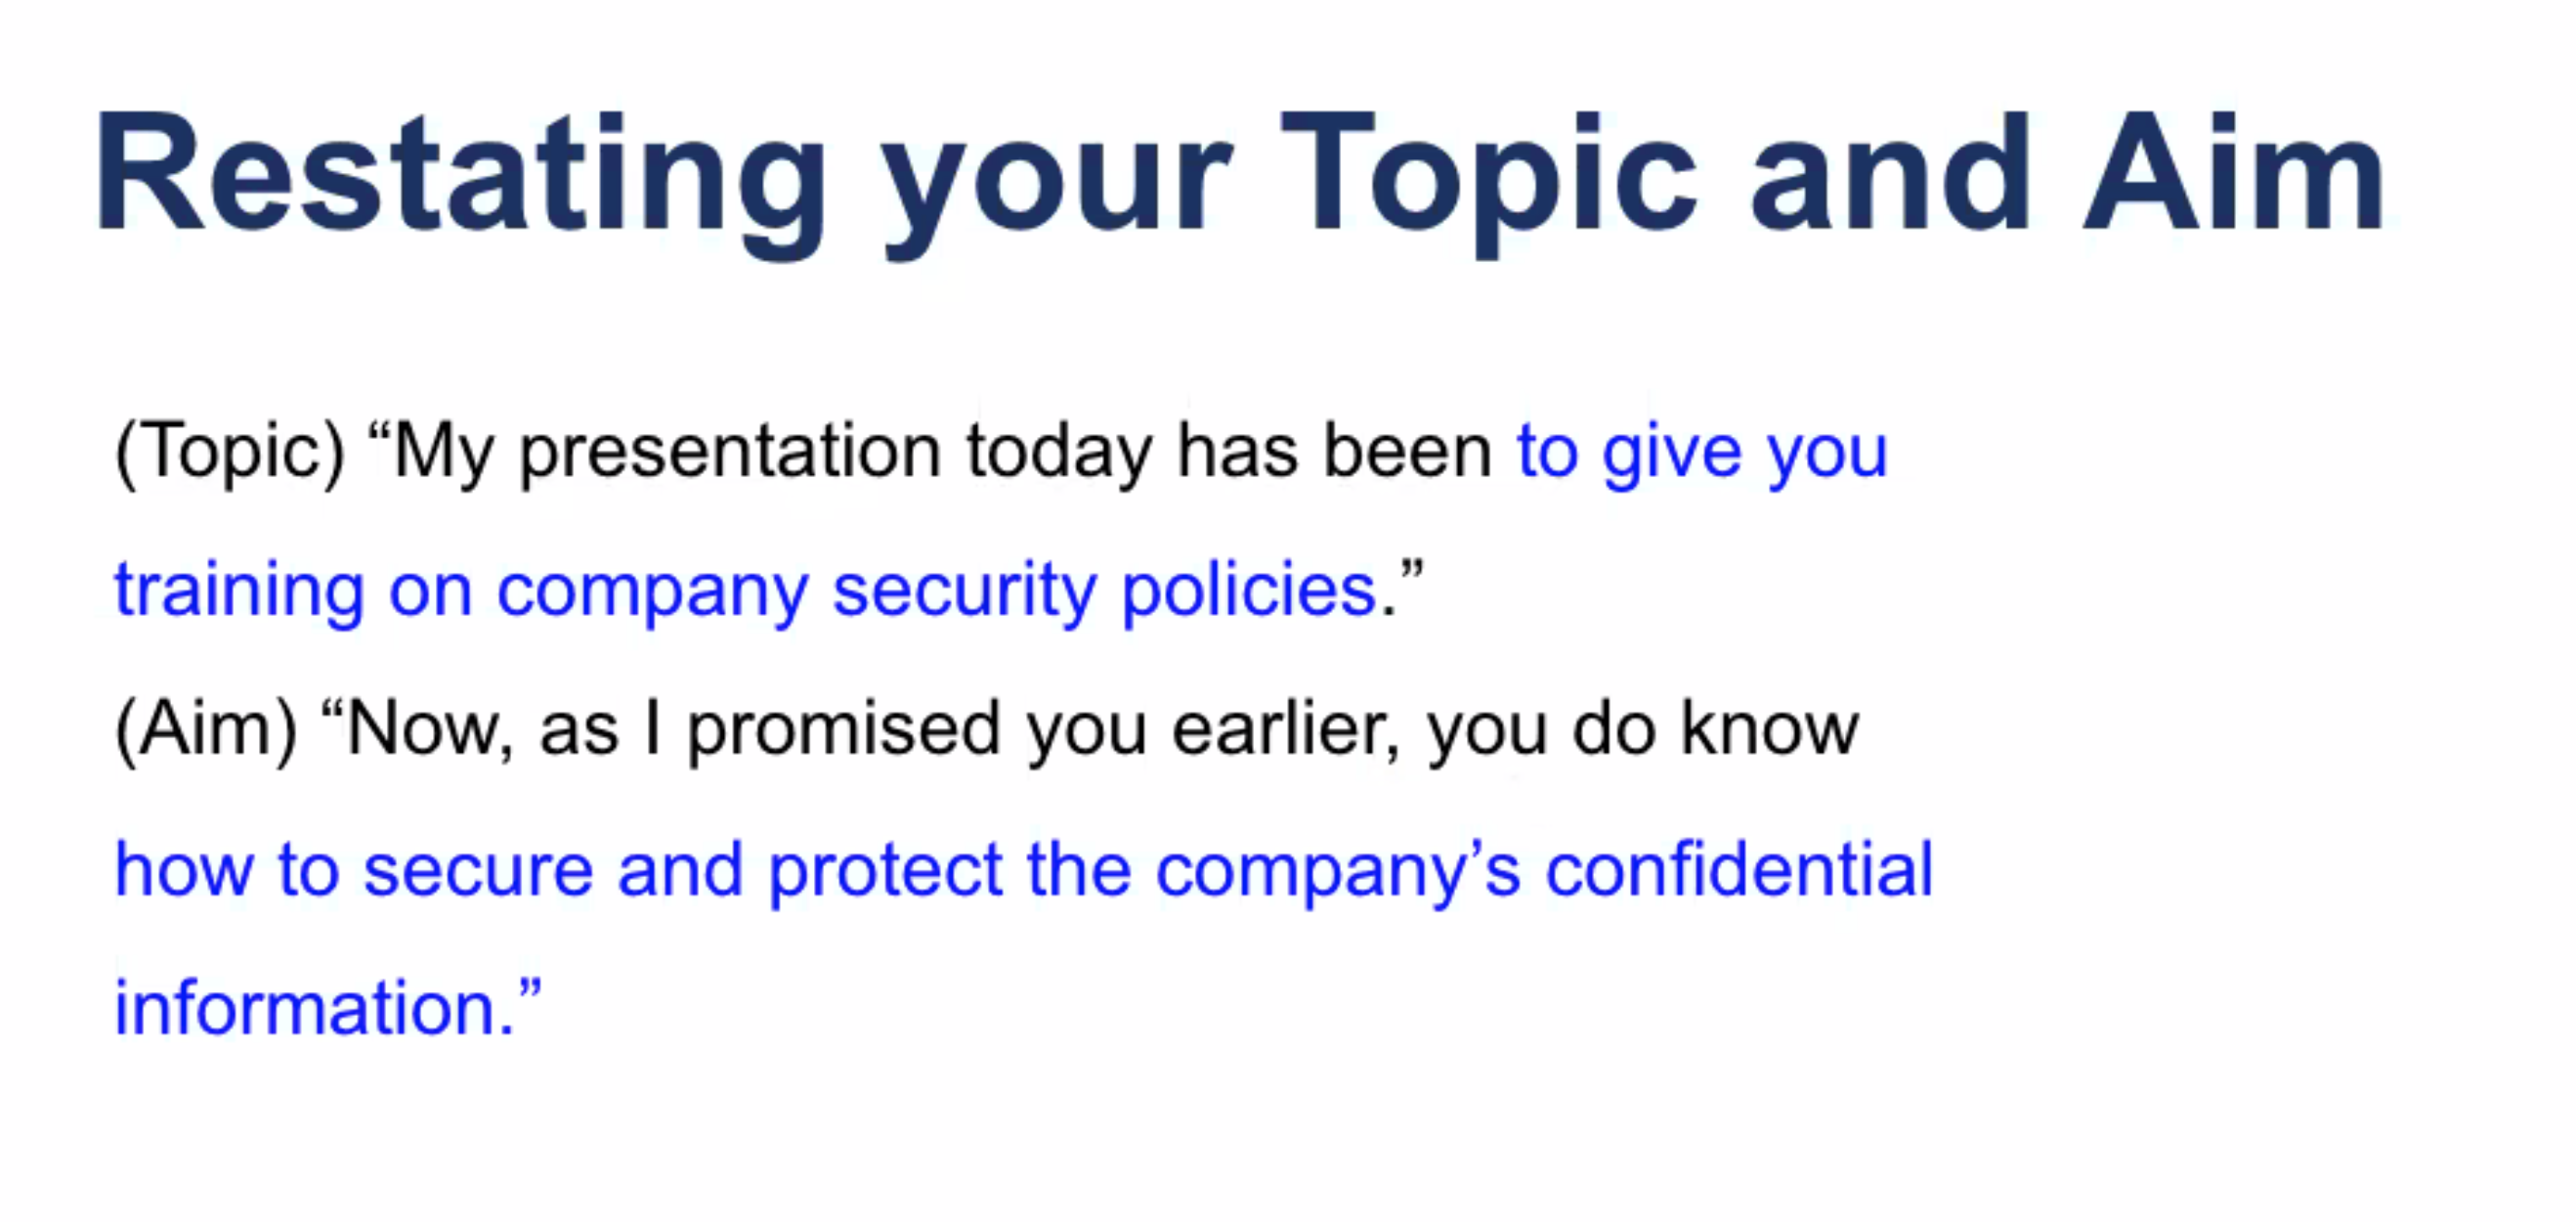 Restating your Topic and Aim
(Topic) “My presentation today has been to give you
training on company security policies.”
(Aim) “Now, as I promised you earlier, you do know
how to secure and protect the company’s confidential
information.”